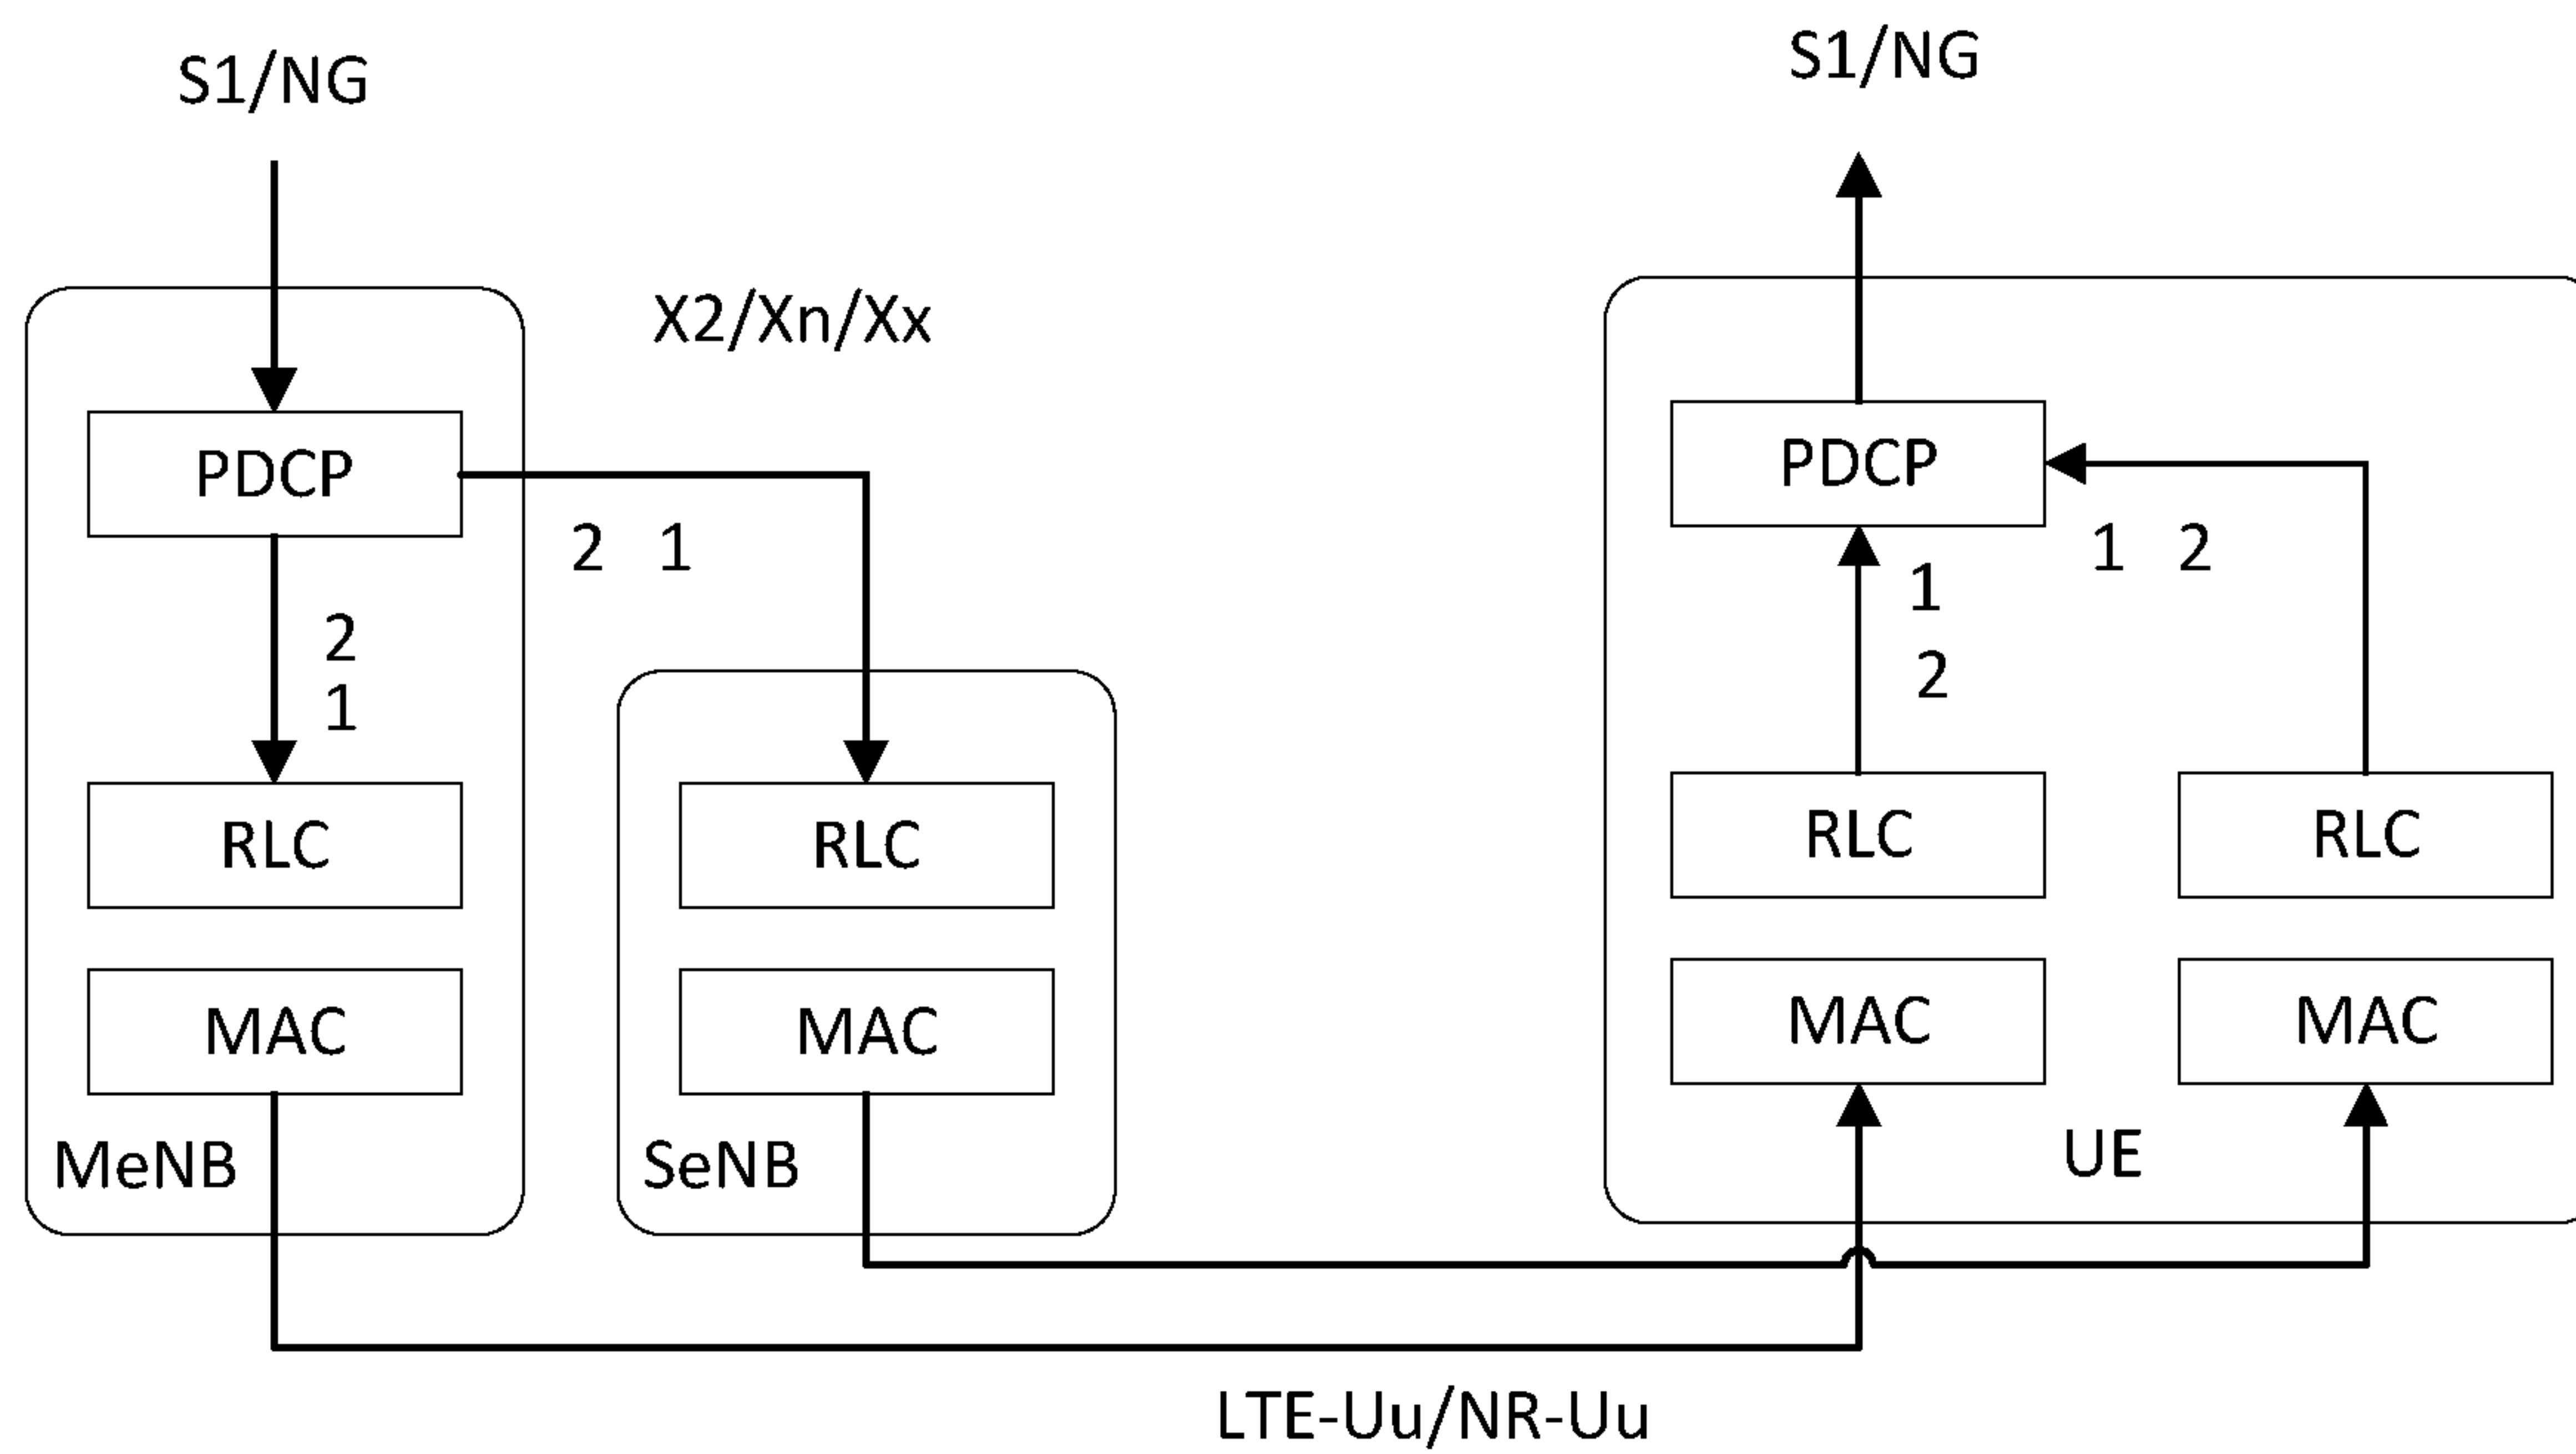 S1/NG
S1/NG
X2/Xn/Xx
PDCP
PDCP
2 1
1 2
2
1
1
2
RLC
RLC
RLC
RLC
MAC
MAC
MAC
MAC
MeNB
SeNB
UE
LTE-Uu/NR-Uu